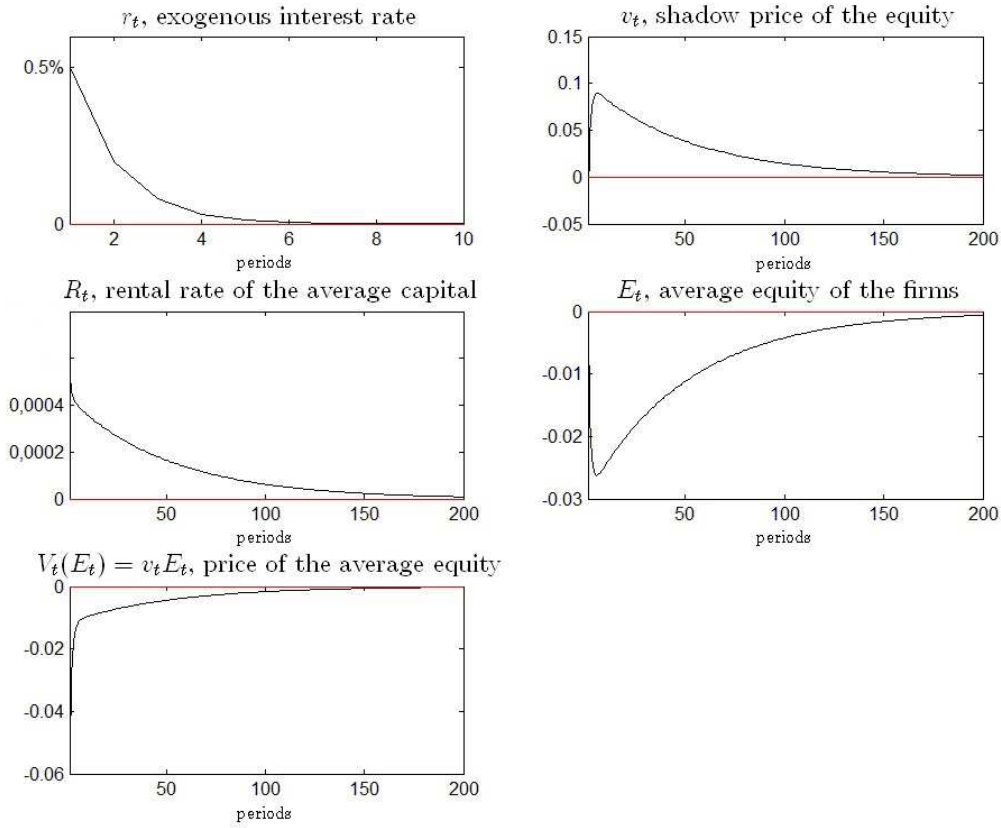 r_t, exogenous interest rate
0.5%
0
2 4 6 8 10
periods
v_t, shadow price of the equity
0.15
0.1
0.05
0
-0.05
50 100 150 200
periods
R_t, rental rate of the average capital
0,0004
0,0002
0
50 100 150 200
periods
E_t, average equity of the firms
0
-0.01
-0.02
-0.03
50 100 150 200
periods
V_t(E_t) = v_tE_t, price of the average equity
0
-0.02
-0.04
-0.06
50 100 150 200
periods